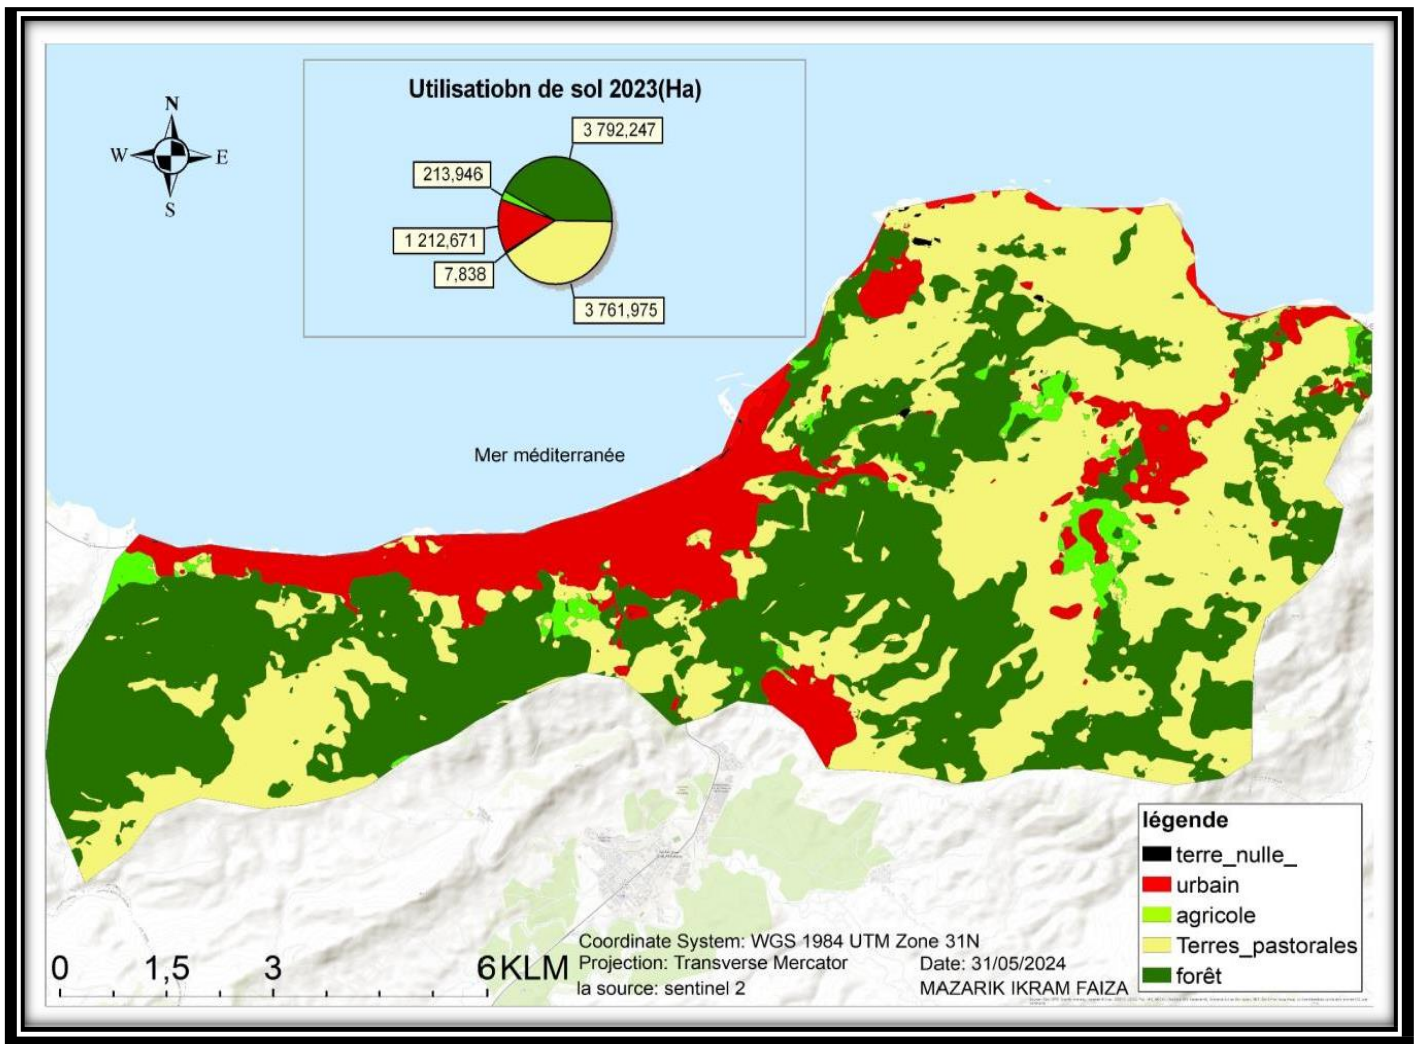 Utilisatiobn de sol 2023(Ha)
3 792,247
213,946
1 212,671
7,838
3 761,975
N
W
E
S
Mer méditerranée
légende
terre_nulle_
urbain
agricole
Terres_pastorales
forêt
0 1,5 3 6KLM
Coordinate System: WGS 1984 UTM Zone 31N
Projection: Transverse Mercator
la source: sentinel 2
Date: 31/05/2024
MAZARIK IKRAM FAIZA